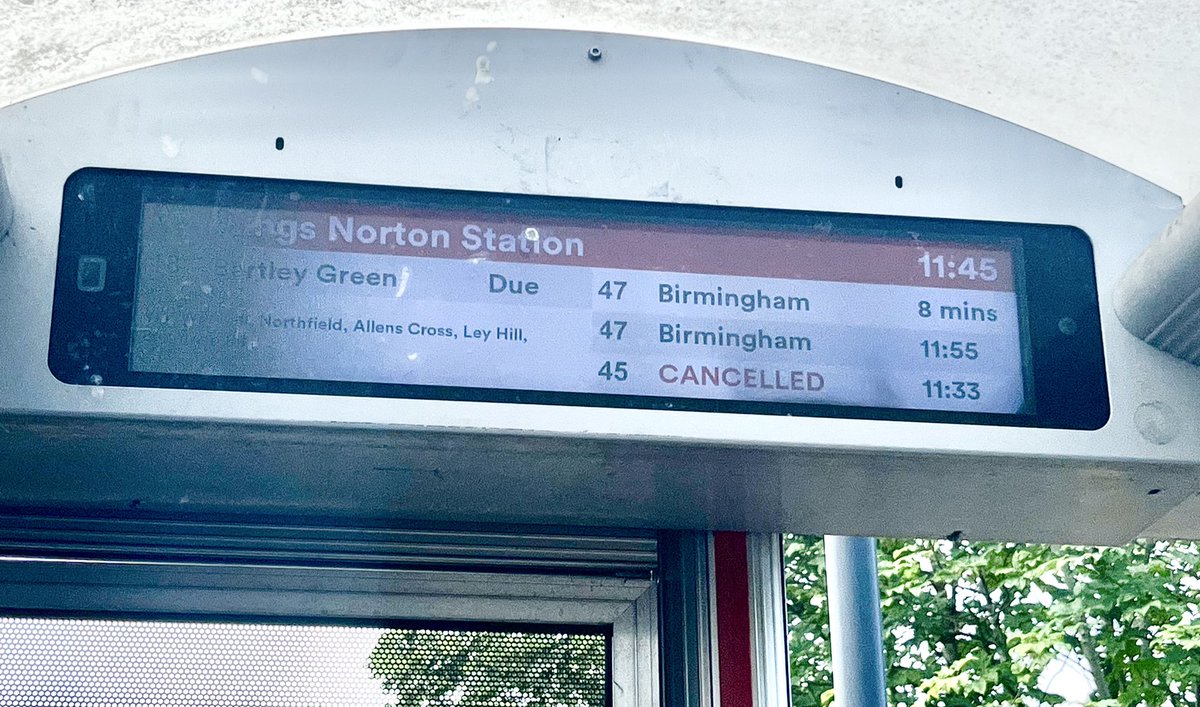 ngs Norton Station 11:45
rtley Green Due
Northfield, Allens Cross, Ley Hill,
47 Birmingham 8 mins
47 Birmingham 11:55
45 CANCELLED 11:33